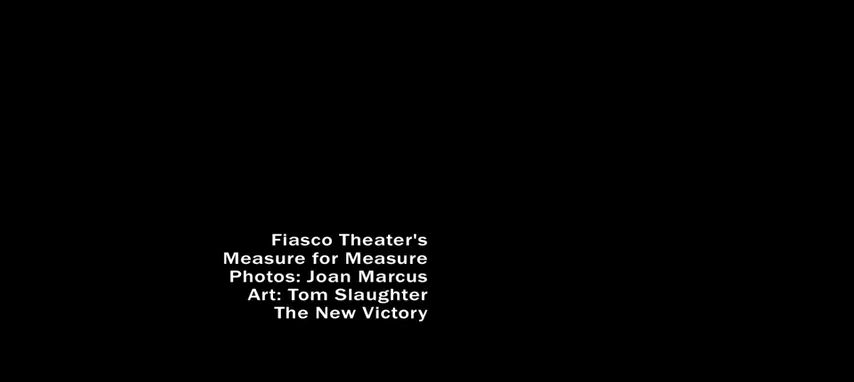 Fiasco Theater's
Measure for Measure
Photos: Joan Marcus
Art: Tom Slaughter
The New Victory